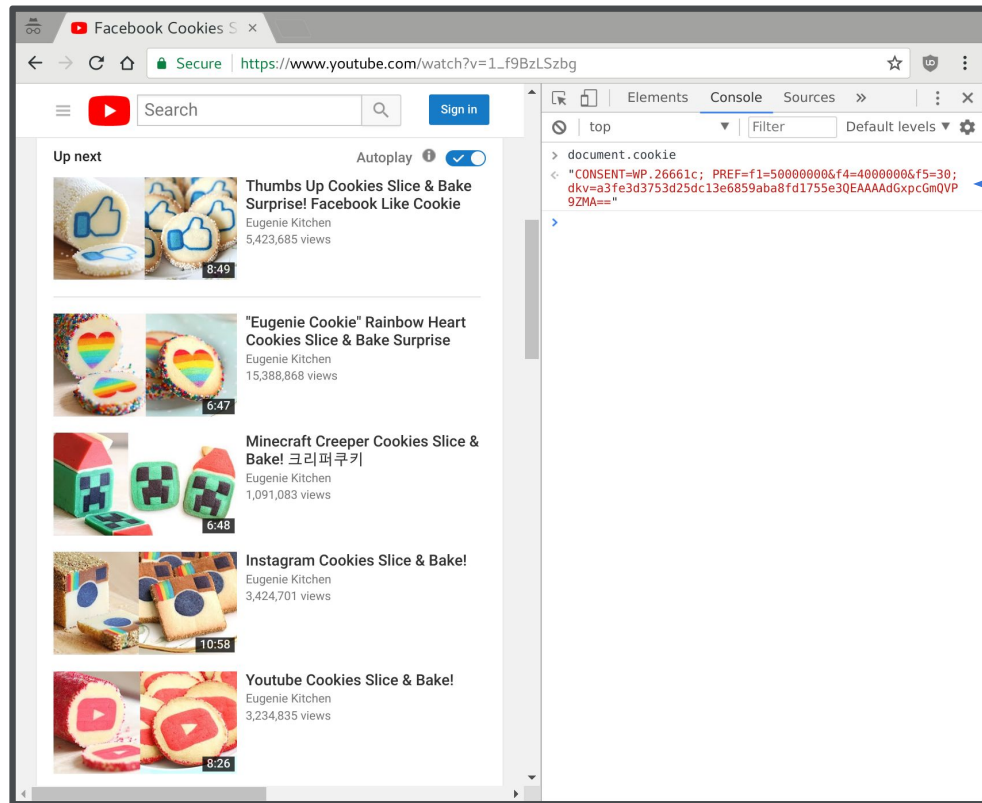 Facebook Cookies S
Secure https://www.youtube.com/watch?v=1_f9BzLSzbg
Search
Sign in
Up next
Autoplay
Thumbs Up Cookies Slice & Bake
Surprise! Facebook Like Cookie
Eugenie Kitchen
5,423,685 views
8:49
"Eugenie Cookie" Rainbow Heart
Cookies Slice & Bake Surprise
Eugenie Kitchen
15,388,868 views
6:47
Minecraft Creeper Cookies Slice &
Bake! 크리퍼쿠키
Eugenie Kitchen
1,091,083 views
6:48
Instagram Cookies Slice & Bake!
Eugenie Kitchen
3,424,701 views
10:58
Youtube Cookies Slice & Bake!
Eugenie Kitchen
3,234,835 views
8:26
Elements Console Sources »
top Filter Default levels
> document.cookie
"CONSENT=WP.26661c; PREF=f1=50000000&f4=4000000&f5=30;
dkv=a3fe3d3753d25dc13e6859aba8fd1755e3QEAAAAdGxpcGmQVP
9ZMA=="
>